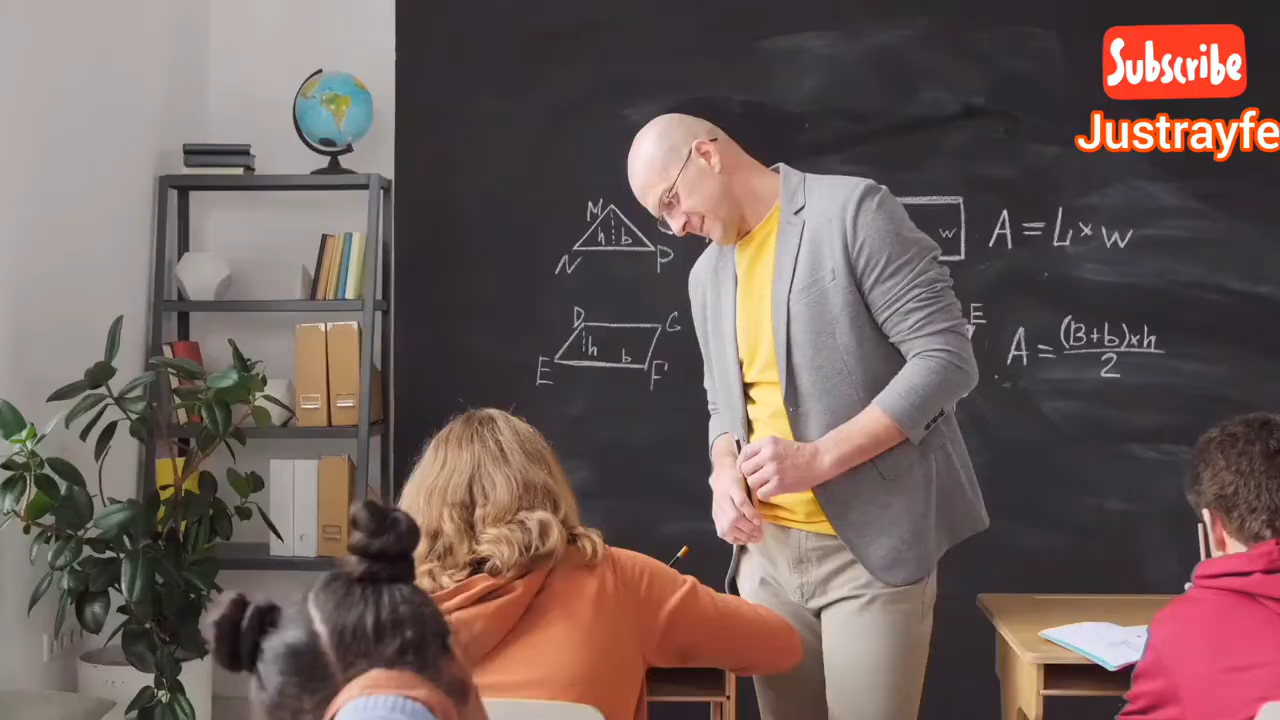 Subscribe
Justrayfe
M
h b
N P
w
A = L × w
D G
h b
E F
E
A = (B+b)×h
2